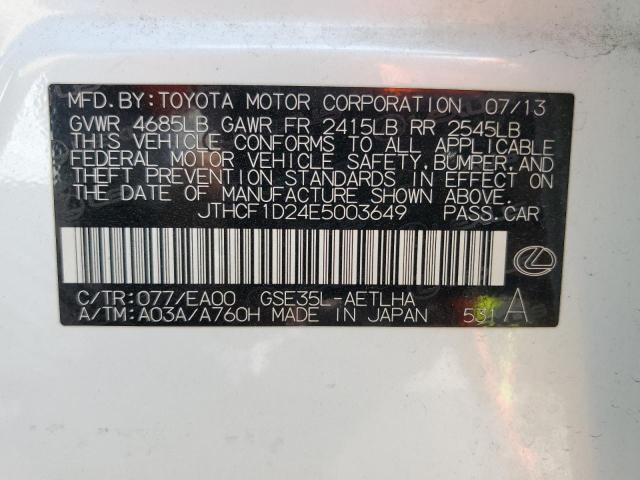 MFD.BY:TOYOTA MOTOR CORPORATION 07/13
GVWR 4685LB GAWR FR 2415LB RR 2545LB
THIS VEHICLE CONFORMS TO ALL APPLICABLE
FEDERAL MOTOR VEHICLE SAFETY,BUMPER,AND
THEFT PREVENTION STANDARDS IN EFFECT ON
THE DATE OF MANUFACTURE SHOWN ABOVE.
JTHCF1D24E5003649 PASS.CAR
C/TR:077/EA00 GSE35L-AETLHA
A/TM:A03A/A760H MADE IN JAPAN 531 A